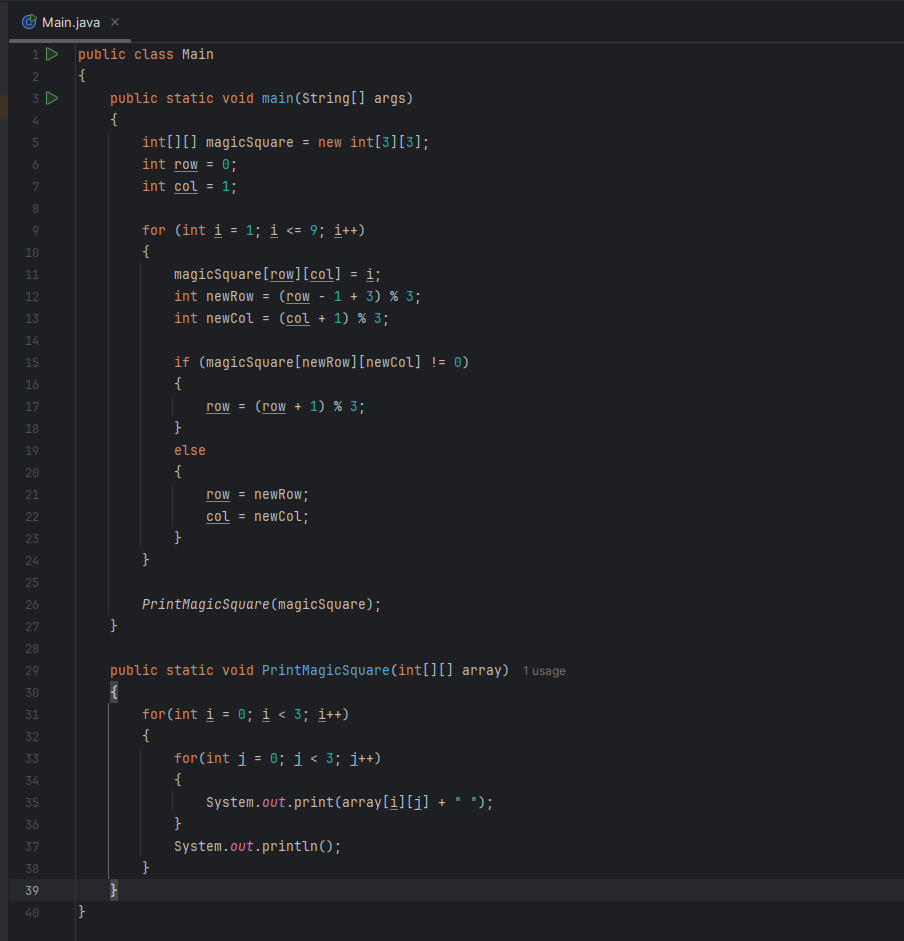 Main.java ×
1 public class Main
2 {
3     public static void main(String[] args)
4     {
5         int[][] magicSquare = new int[3][3];
6         int row = 0;
7         int col = 1;
8
9         for (int i = 1; i <= 9; i++)
10         {
11             magicSquare[row][col] = i;
12             int newRow = (row - 1 + 3) % 3;
13             int newCol = (col + 1) % 3;
14
15             if (magicSquare[newRow][newCol] != 0)
16             {
17                 row = (row + 1) % 3;
18             }
19             else
20             {
21                 row = newRow;
22                 col = newCol;
23             }
24         }
25
26         PrintMagicSquare(magicSquare);
27     }
28
29     public static void PrintMagicSquare(int[][] array) 1 usage
30     {
31         for(int i = 0; i < 3; i++)
32         {
33             for(int j = 0; j < 3; j++)
34             {
35                 System.out.print(array[i][j] + " ");
36             }
37             System.out.println();
38         }
39     }
40 }